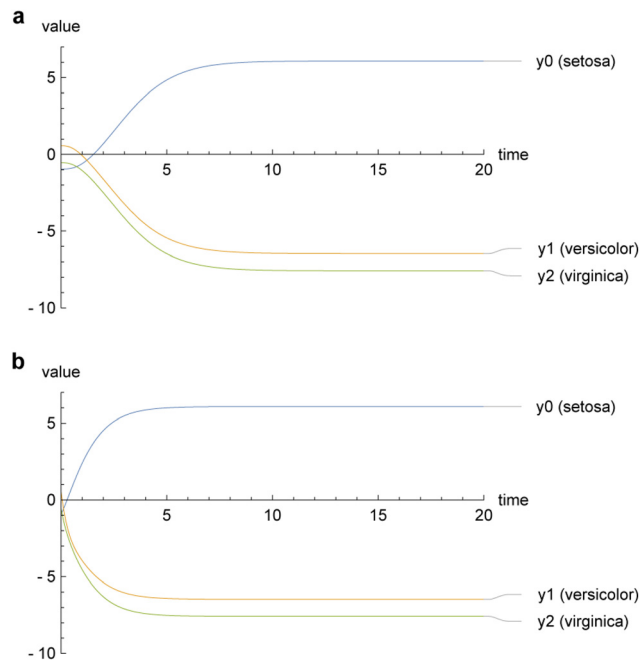 a
value
5
0
- 5
- 10
5
10
15
20
time
y0 (setosa)
y1 (versicolor)
y2 (virginica)
b
value
5
0
- 5
- 10
5
10
15
20
time
y0 (setosa)
y1 (versicolor)
y2 (virginica)